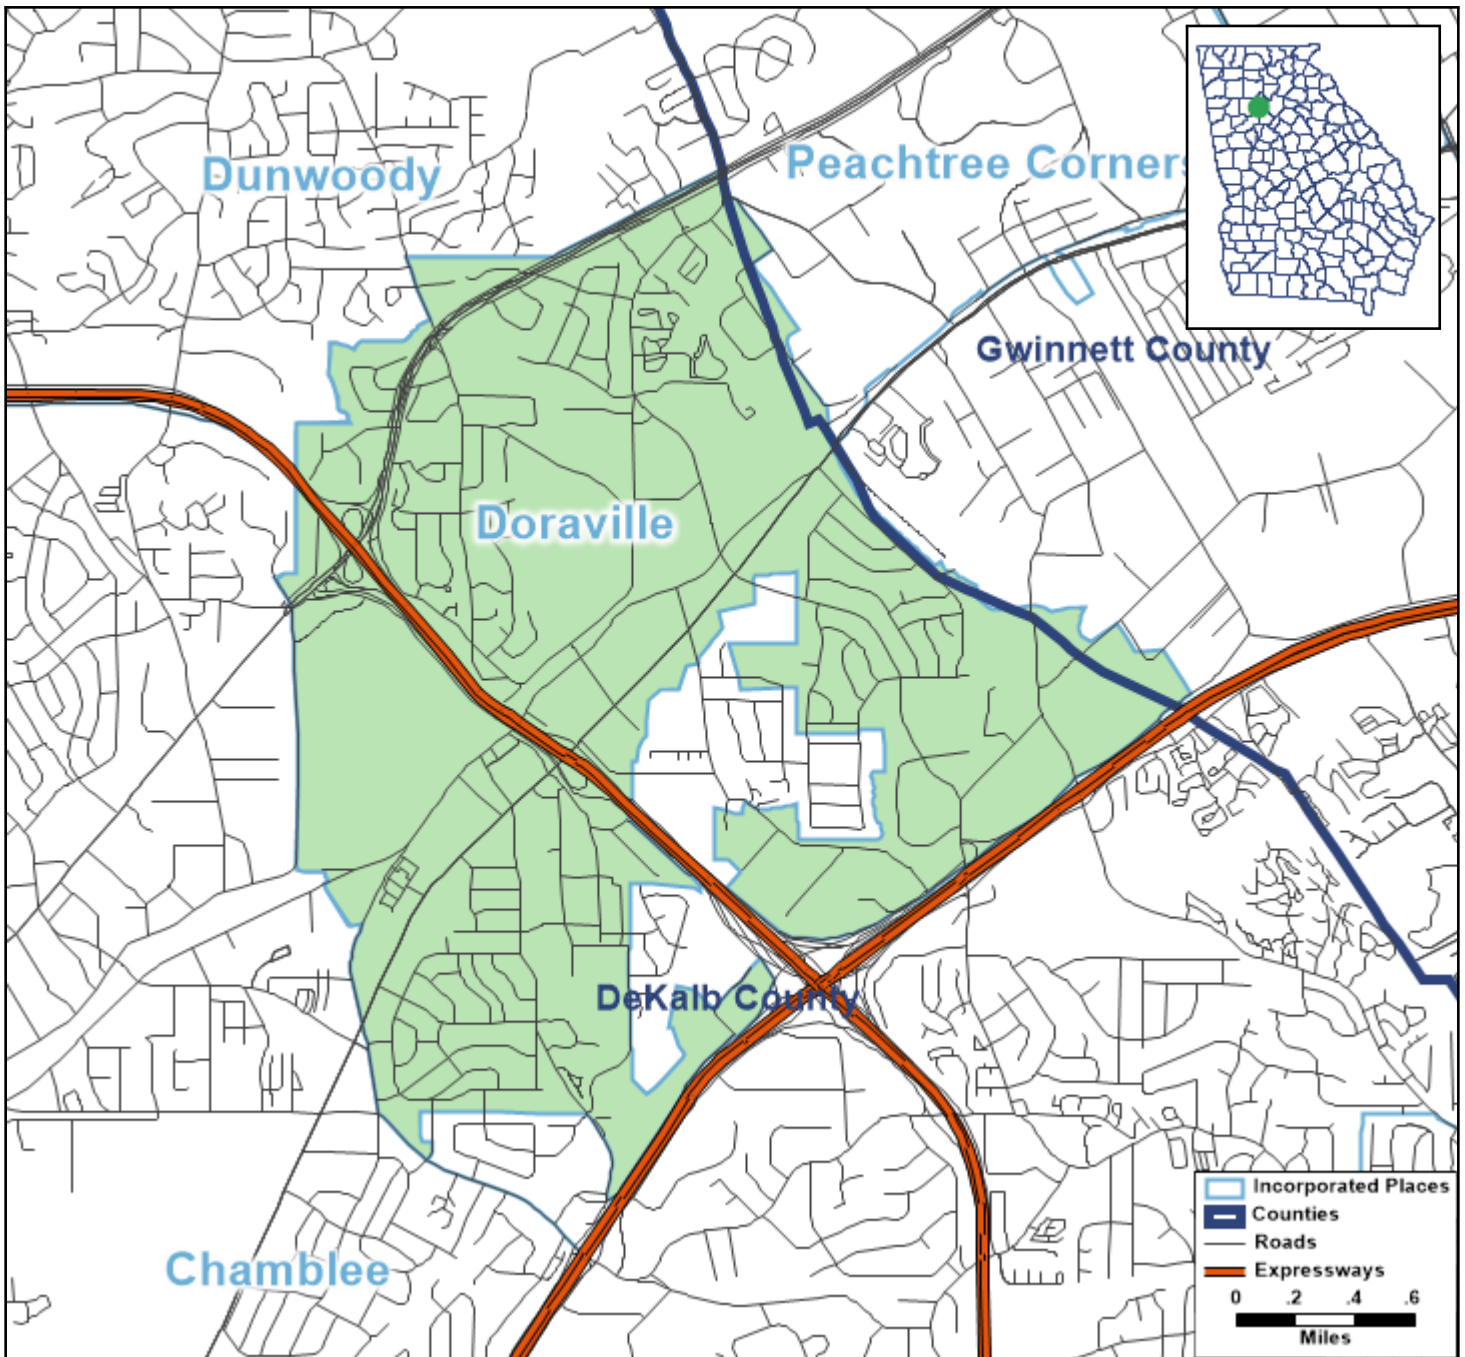 Dunwoody
Peachtree Corners
Gwinnett County
Doraville
DeKalb County
Chamblee
Incorporated Places
Counties
Roads
Expressways
0 .2 .4 .6
Miles